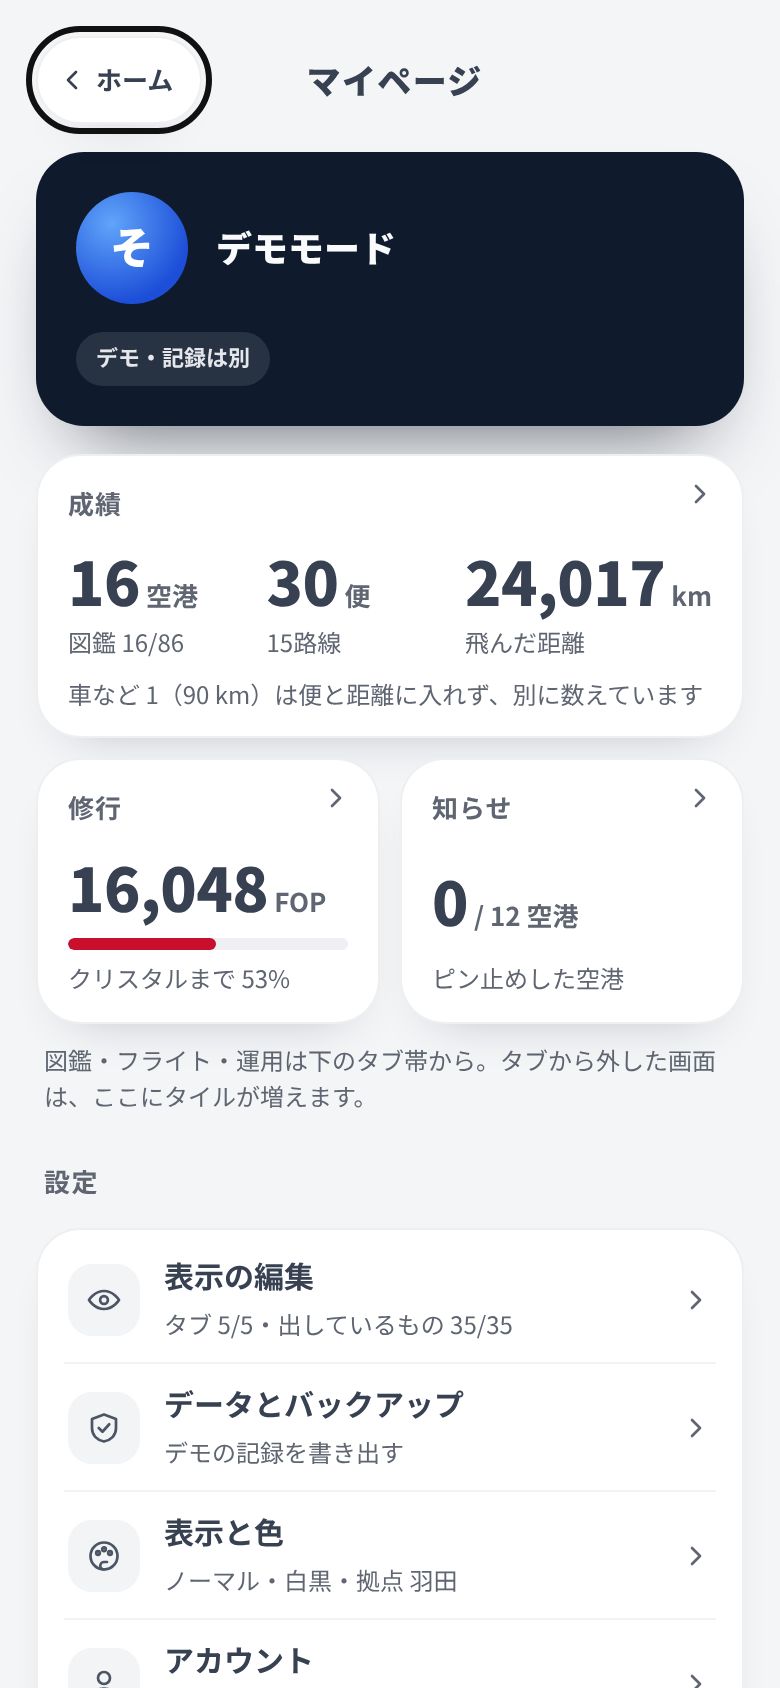 ホーム
マイページ
そ
デモモード
デモ・記録は別
成績
16 空港
30 便
24,017 km
図鑑 16/86
15路線
飛んだ距離
車など 1（90 km）は便と距離に入れず、別に数えています
修行
16,048 FOP
クリスタルまで 53%
知らせ
0 / 12 空港
ピン止めした空港
図鑑・フライト・運用は下のタブ帯から。タブから外した画面
は、ここにタイルが増えます。
設定
表示の編集
タブ 5/5・出しているもの 35/35
データとバックアップ
デモの記録を書き出す
表示と色
ノーマル・白黒・拠点 羽田
アカウント